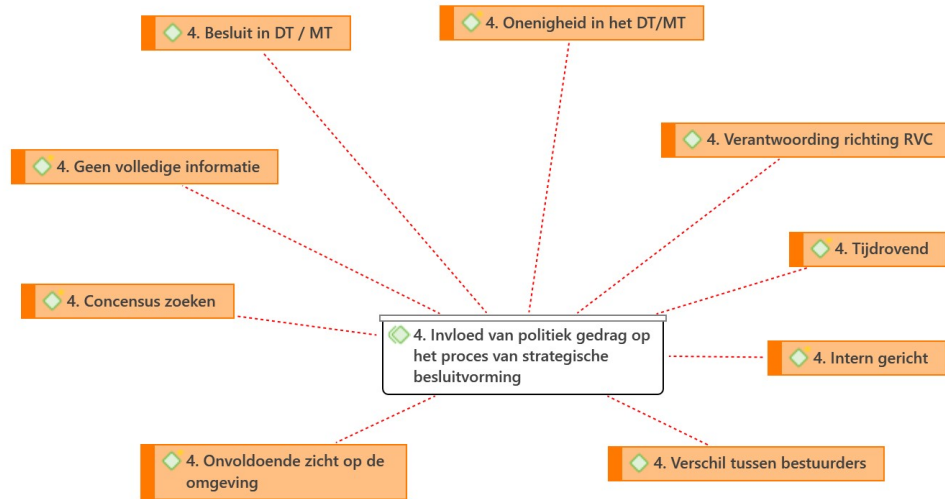 4. Besluit in DT / MT
4. Onenigheid in het DT/MT
4. Verantwoording richting RVC
4. Geen volledige informatie
4. Tijdrovend
4. Concensus zoeken
4. Invloed van politiek gedrag op
het proces van strategische
besluitvorming
4. Intern gericht
4. Onvoldoende zicht op de
omgeving
4. Verschil tussen bestuurders